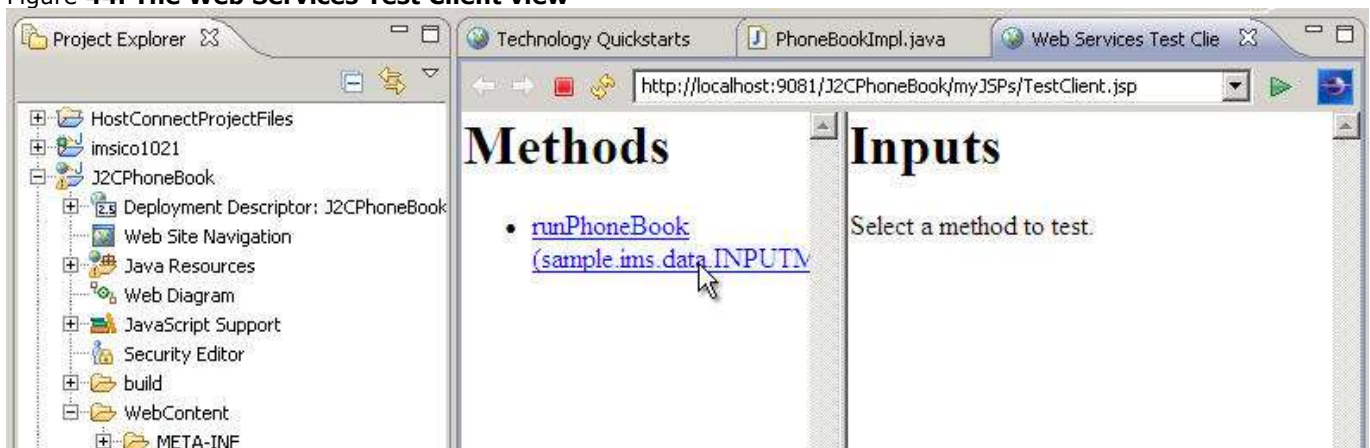 Figure 44. The Web Services Test Client view
Project Explorer
HostConnectProjectFiles
imsico1021
J2CPhoneBook
Deployment Descriptor: J2CPhoneBook
Web Site Navigation
Java Resources
Web Diagram
JavaScript Support
Security Editor
build
WebContent
META-INF
Technology Quickstarts
PhoneBookImpl.java
Web Services Test Clie
http://localhost:9081/J2CPhoneBook/myJSPs/TestClient.jsp
Methods
runPhoneBook
(sample.ims.data.INPUTM
Inputs
Select a method to test.